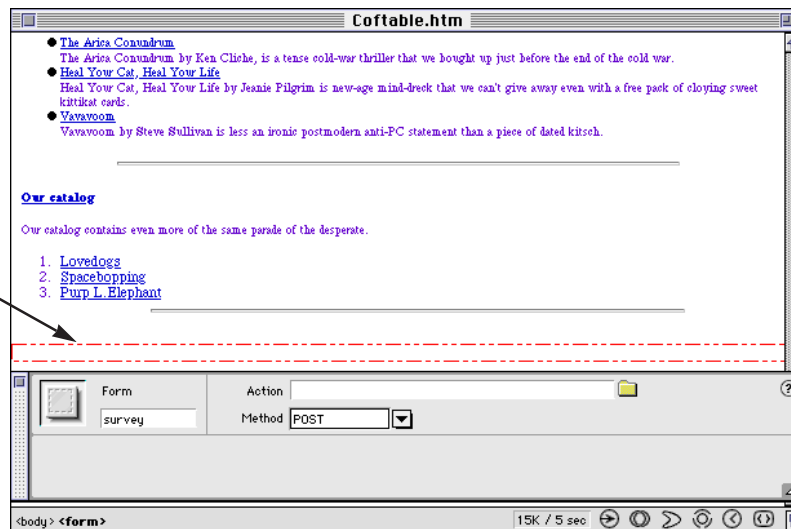 Coftable.htm
The Arica Conundrum
The Arica Conundrum by Ken Cliche, is a tense cold-war thriller that we bought up just before the end of the cold war.
Heal Your Cat, Heal Your Life
Heal Your Cat, Heal Your Life by Jeanie Pilgrim is new-age mind-dreck that we can't give away even with a free pack of cloying sweet
kittikat cards.
Vavavoom
Vavavoom by Steve Sullivan is less an ironic postmodern anti-PC statement than a piece of dated kitsch.
Our catalog
Our catalog contains even more of the same parade of the desperate.
1. Lovedogs
2. Spacebopping
3. Purp L.Elephant
Form Action
survey Method POST
<body> <form> 15K / 5 sec